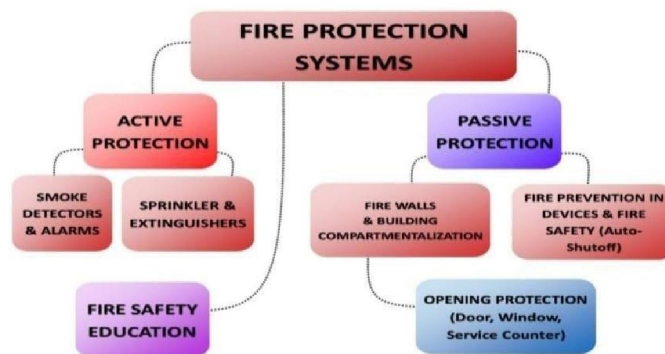 FIRE PROTECTION
SYSTEMS
ACTIVE
PROTECTION
PASSIVE
PROTECTION
SMOKE
DETECTORS
& ALARMS
SPRINKLER &
EXTINGUISHERS
FIRE WALLS
& BUILDING
COMPARTMENTALIZATION
FIRE PREVENTION IN
DEVICES & FIRE
SAFETY (Auto-
Shutoff)
FIRE SAFETY
EDUCATION
OPENING PROTECTION
(Door, Window,
Service Counter)